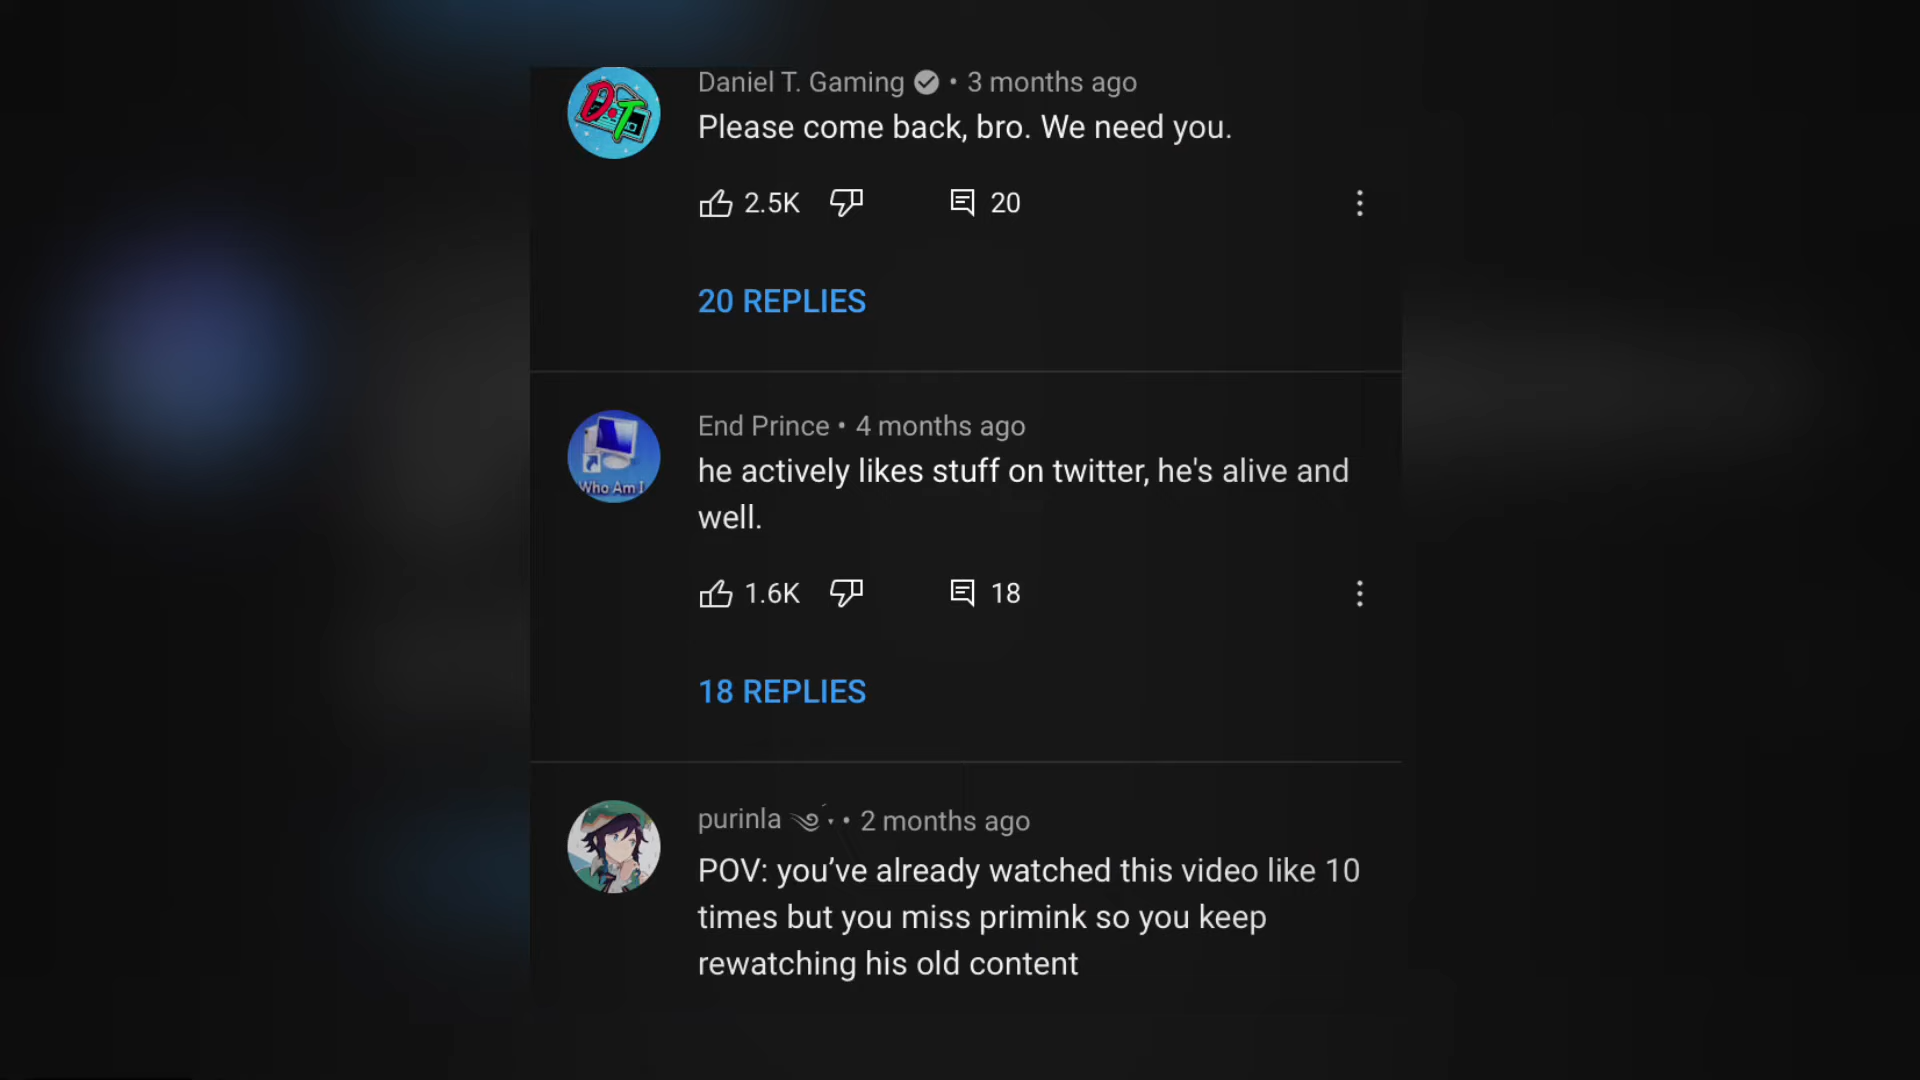 Daniel T. Gaming • 3 months ago
Please come back, bro. We need you.
2.5K 20
20 REPLIES
End Prince • 4 months ago
he actively likes stuff on twitter, he's alive and
well.
1.6K 18
18 REPLIES
Who Am I
purinla • 2 months ago
POV: you’ve already watched this video like 10
times but you miss primink so you keep
rewatching his old content